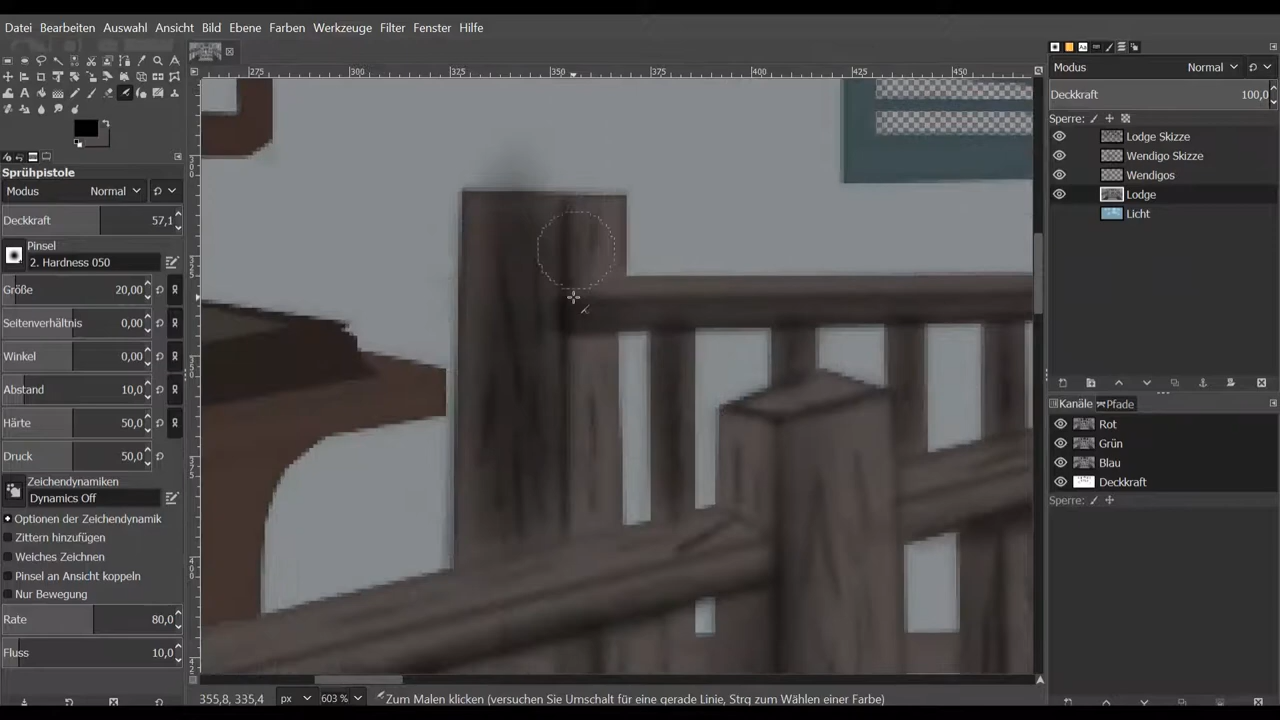 Datei Bearbeiten Auswahl Ansicht Bild Ebene Farben Werkzeuge Filter Fenster Hilfe
275 300 325 350 375 400 425 450
Sprühpistole
Modus Normal
Deckkraft 57,1
Pinsel
2. Hardness 050
Größe 20,00
Seitenverhältnis 0,00
Winkel 0,00
Abstand 10,0
Härte 50,0
Druck 50,0
Zeichendynamiken
Dynamics Off
Optionen der Zeichendynamik
Zittern hinzufügen
Weiches Zeichnen
Pinsel an Ansicht koppeln
Nur Bewegung
Rate 80,0
Fluss 10,0
355,8, 335,4 px 603 % Zum Malen klicken (versuchen Sie Umschalt für eine gerade Linie, Strg zum Wählen einer Farbe)
Modus Normal
Deckkraft 100,0
Sperre:
Lodge Skizze
Wendigo Skizze
Wendigos
Lodge
Licht
Kanäle Pfade
Rot
Grün
Blau
Deckkraft
Sperre: